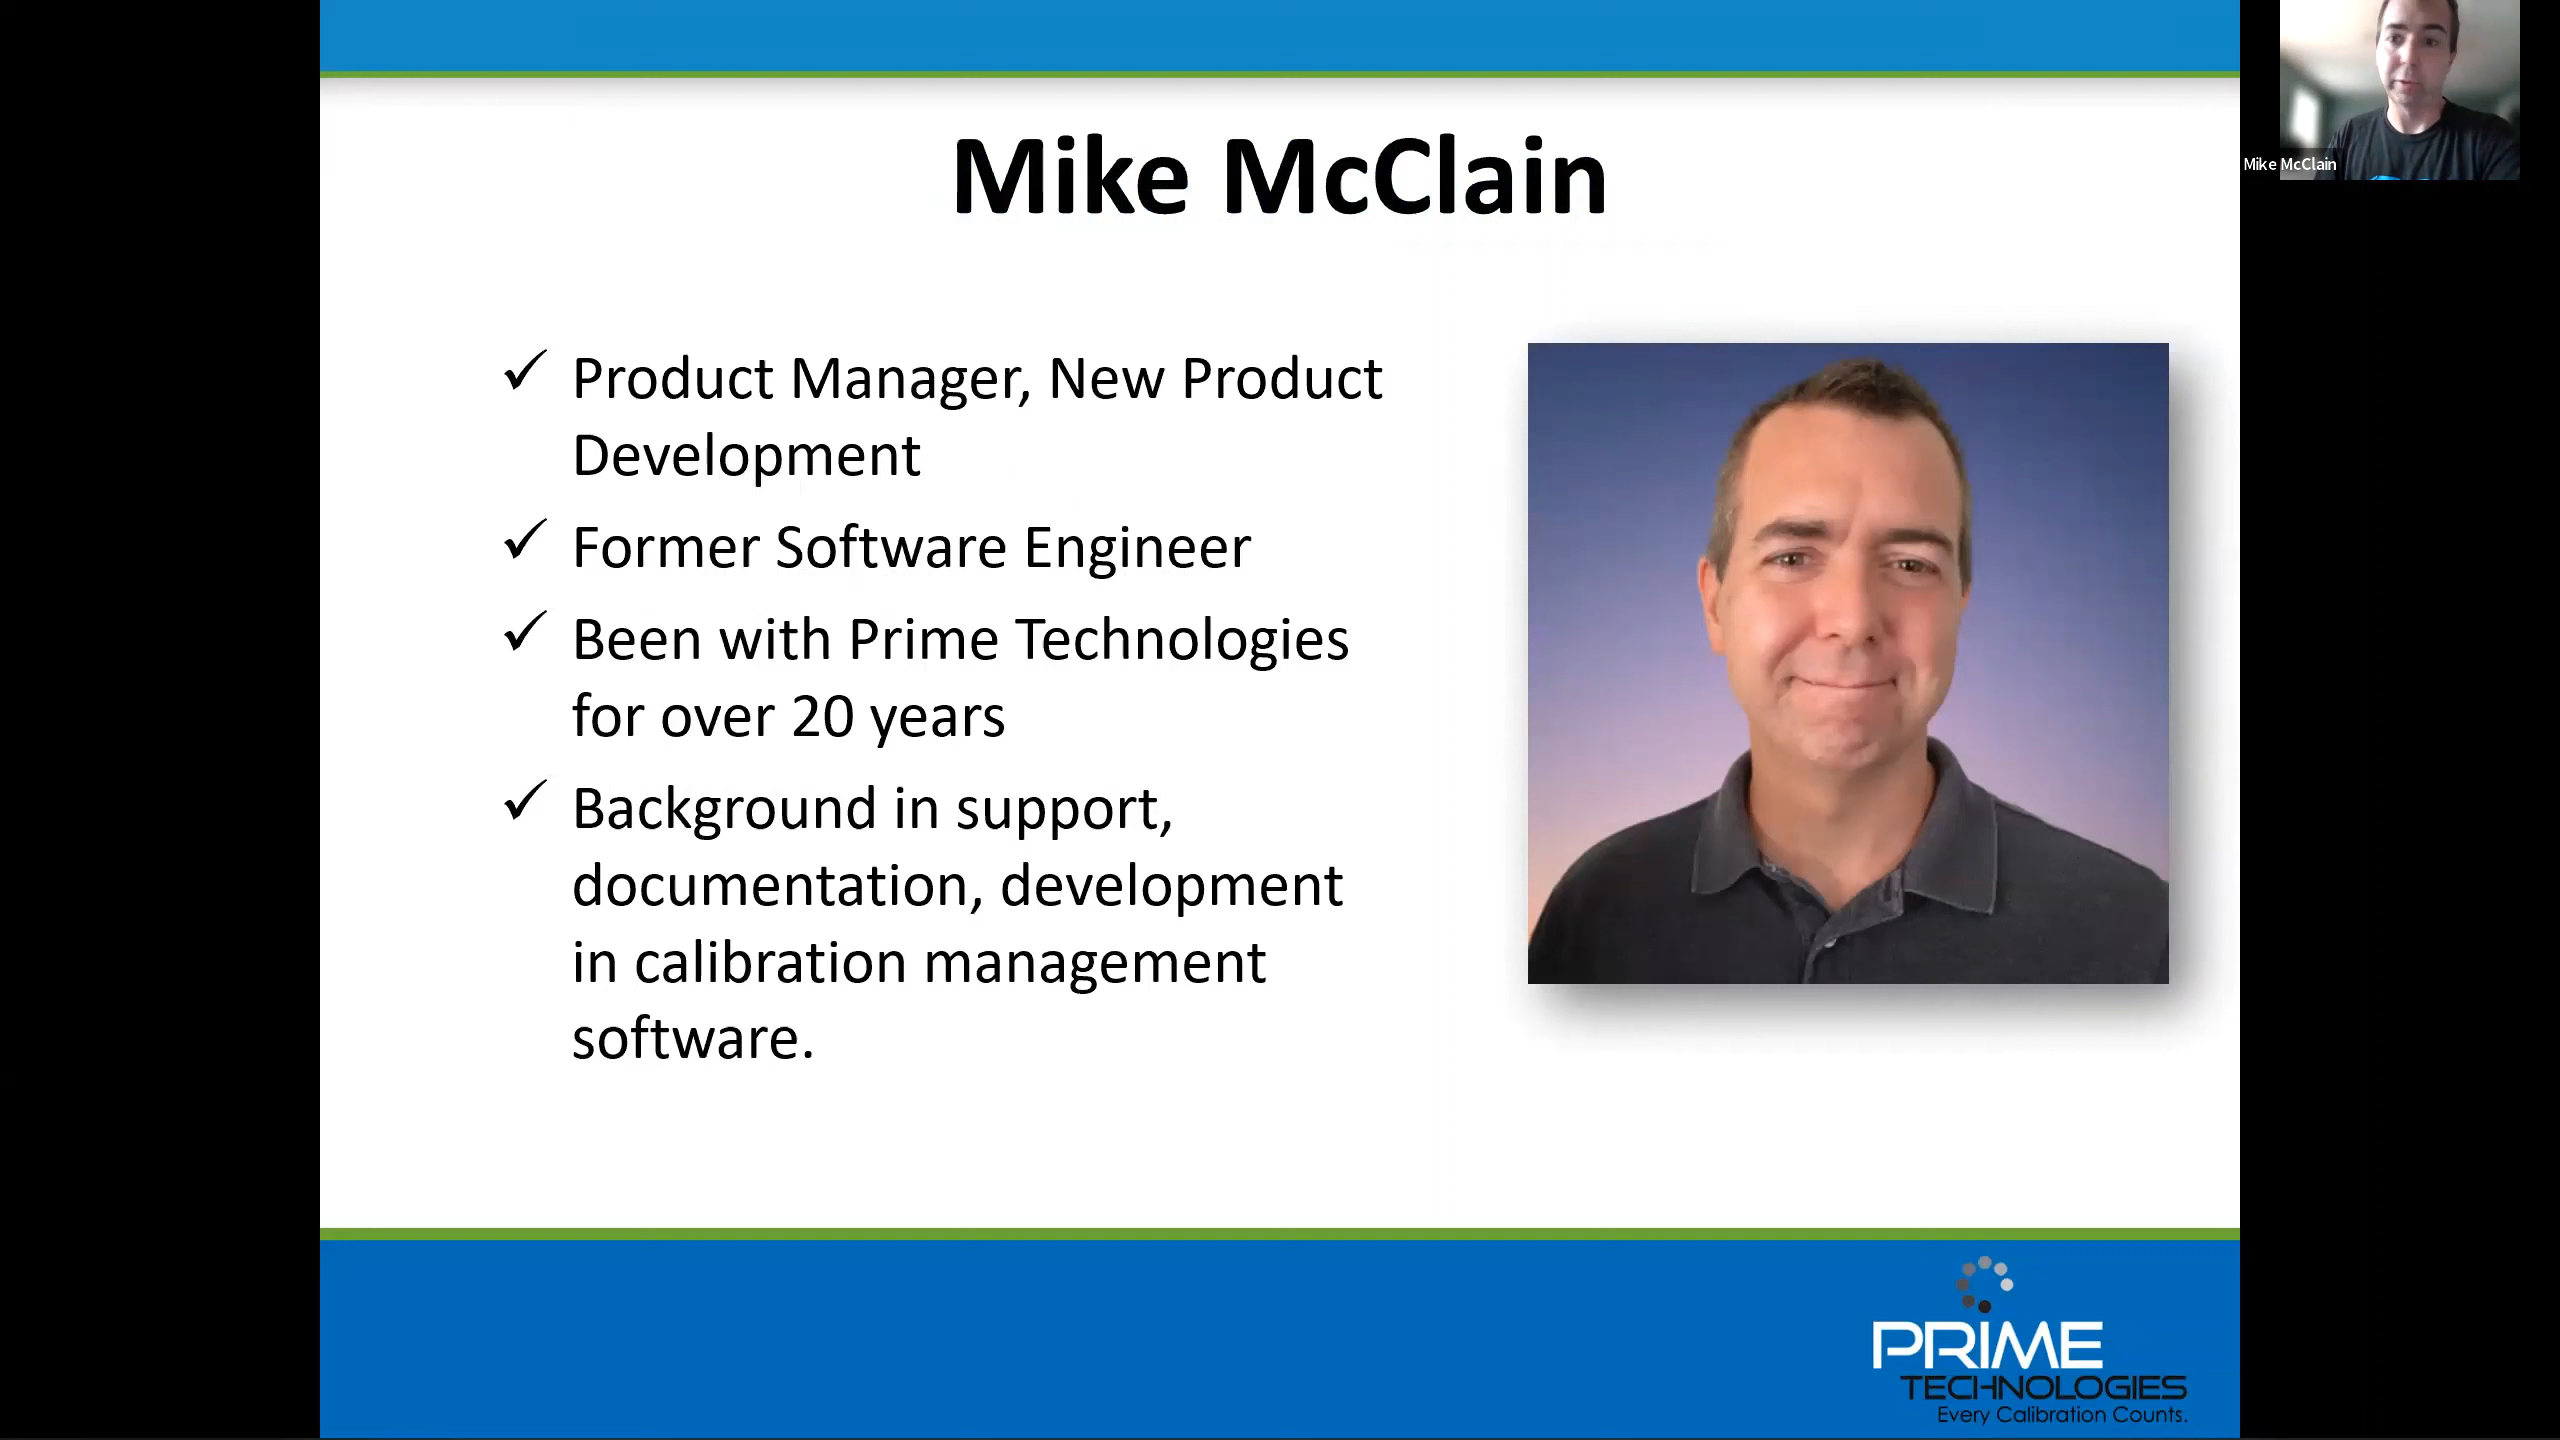 Mike McClain
Mike McClain
✓ Product Manager, New Product
Development
✓ Former Software Engineer
✓ Been with Prime Technologies
for over 20 years
✓ Background in support,
documentation, development
in calibration management
software.
PRIME
TECHNOLOGIES
Every Calibration Counts.